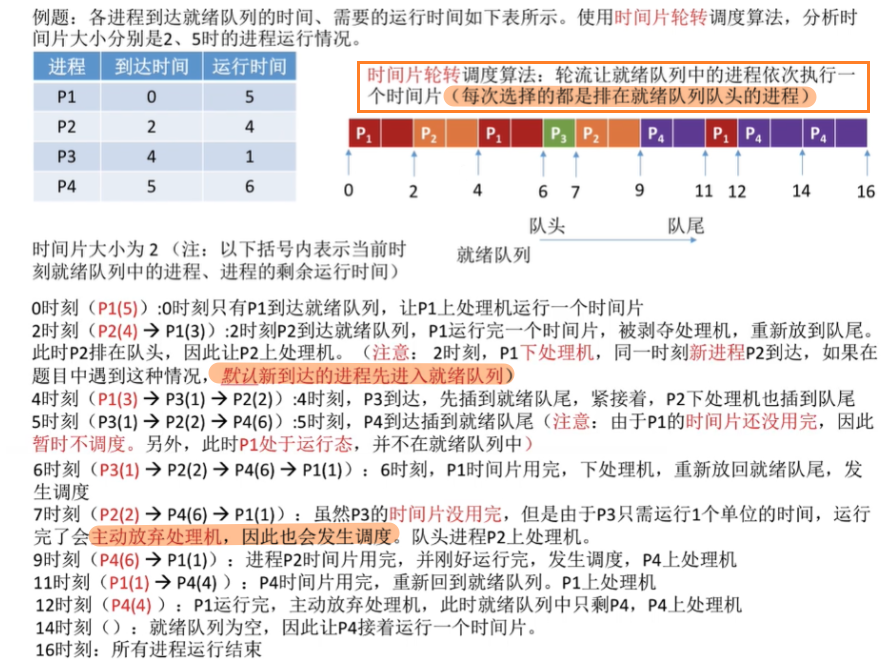 例题：各进程到达就绪队列的时间、需要的运行时间如下表所示。使用时间片轮转调度算法，分析时
间片大小分别是2、5时的进程运行情况。
进程 到达时间 运行时间
P1 0 5
P2 2 4
P3 4 1
P4 5 6
时间片轮转调度算法：轮流让就绪队列中的进程依次执行一
个时间片（每次选择的都是排在就绪队列队头的进程）
P1 P2 P1 P3 P2 P4 P1 P4 P4
0 2 4 6 7 9 11 12 14 16
队头 队尾
就绪队列
时间片大小为 2 （注：以下括号内表示当前时
刻就绪队列中的进程、进程的剩余运行时间）
0时刻（P1(5)）:0时刻只有P1到达就绪队列，让P1上处理机运行一个时间片
2时刻（P2(4) → P1(3)）:2时刻P2到达就绪队列，P1运行完一个时间片，被剥夺处理机，重新放到队尾。
此时P2排在队头，因此让P2上处理机。（注意： 2时刻，P1下处理机，同一时刻新进程P2到达，如果在
题目中遇到这种情况，默认新到达的进程先进入就绪队列）
4时刻（P1(3) → P3(1) → P2(2)）:4时刻，P3到达，先插到就绪队尾，紧接着，P2下处理机也插到队尾
5时刻（P3(1) → P2(2) → P4(6)）:5时刻，P4到达插到就绪队尾（注意：由于P1的时间片还没用完，因此
暂时不调度。另外，此时P1处于运行态，并不在就绪队列中）
6时刻（P3(1) → P2(2) → P4(6) → P1(1)）：6时刻，P1时间片用完，下处理机，重新放回就绪队尾，发
生调度
7时刻（P2(2) → P4(6) → P1(1)）：虽然P3的时间片没用完，但是由于P3只需运行1个单位的时间，运行
完了会主动放弃处理机，因此也会发生调度。队头进程P2上处理机。
9时刻（P4(6) → P1(1)）：进程P2时间片用完，并刚好运行完，发生调度，P4上处理机
11时刻（P1(1) → P4(4)）：P4时间片用完，重新回到就绪队列。P1上处理机
12时刻（P4(4)）：P1运行完，主动放弃处理机，此时就绪队列中只剩P4，P4上处理机
14时刻（）：就绪队列为空，因此让P4接着运行一个时间片。
16时刻：所有进程运行结束